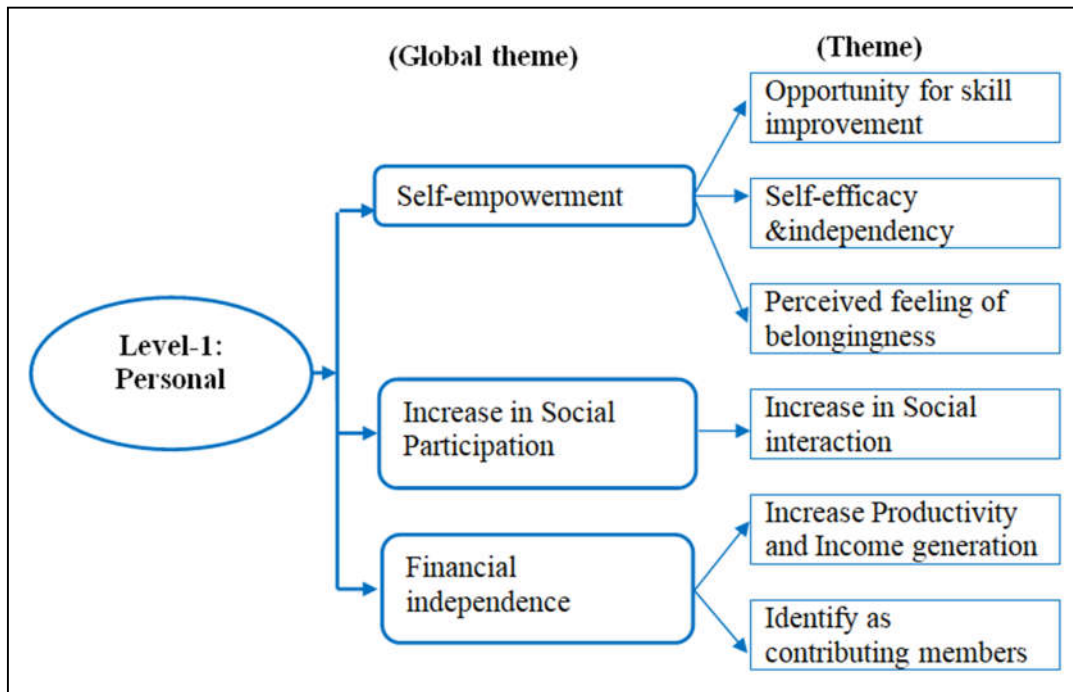 (Global theme)
(Theme)
Level-1:
Personal
Self-empowerment
Opportunity for skill
improvement
Self-efficacy
&independency
Perceived feeling of
belongingness
Increase in Social
Participation
Increase in Social
interaction
Financial
independence
Increase Productivity
and Income generation
Identify as
contributing members